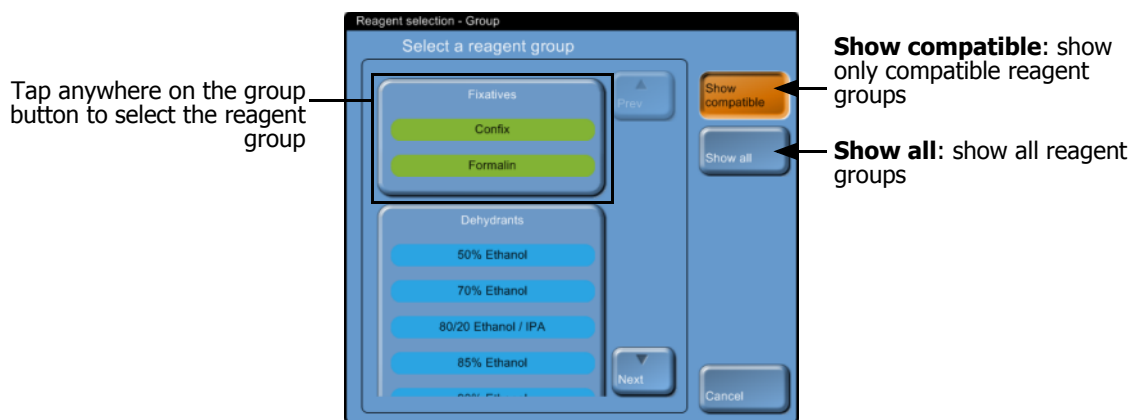 Reagent selection - Group
Select a reagent group
Tap anywhere on the group
button to select the reagent
group
Fixatives
Confix
Formalin
Prev
Show
compatible
Show all
Show compatible: show
only compatible reagent
groups
Show all: show all reagent
groups
Dehydrants
50% Ethanol
70% Ethanol
80/20 Ethanol / IPA
85% Ethanol
Next
Cancel